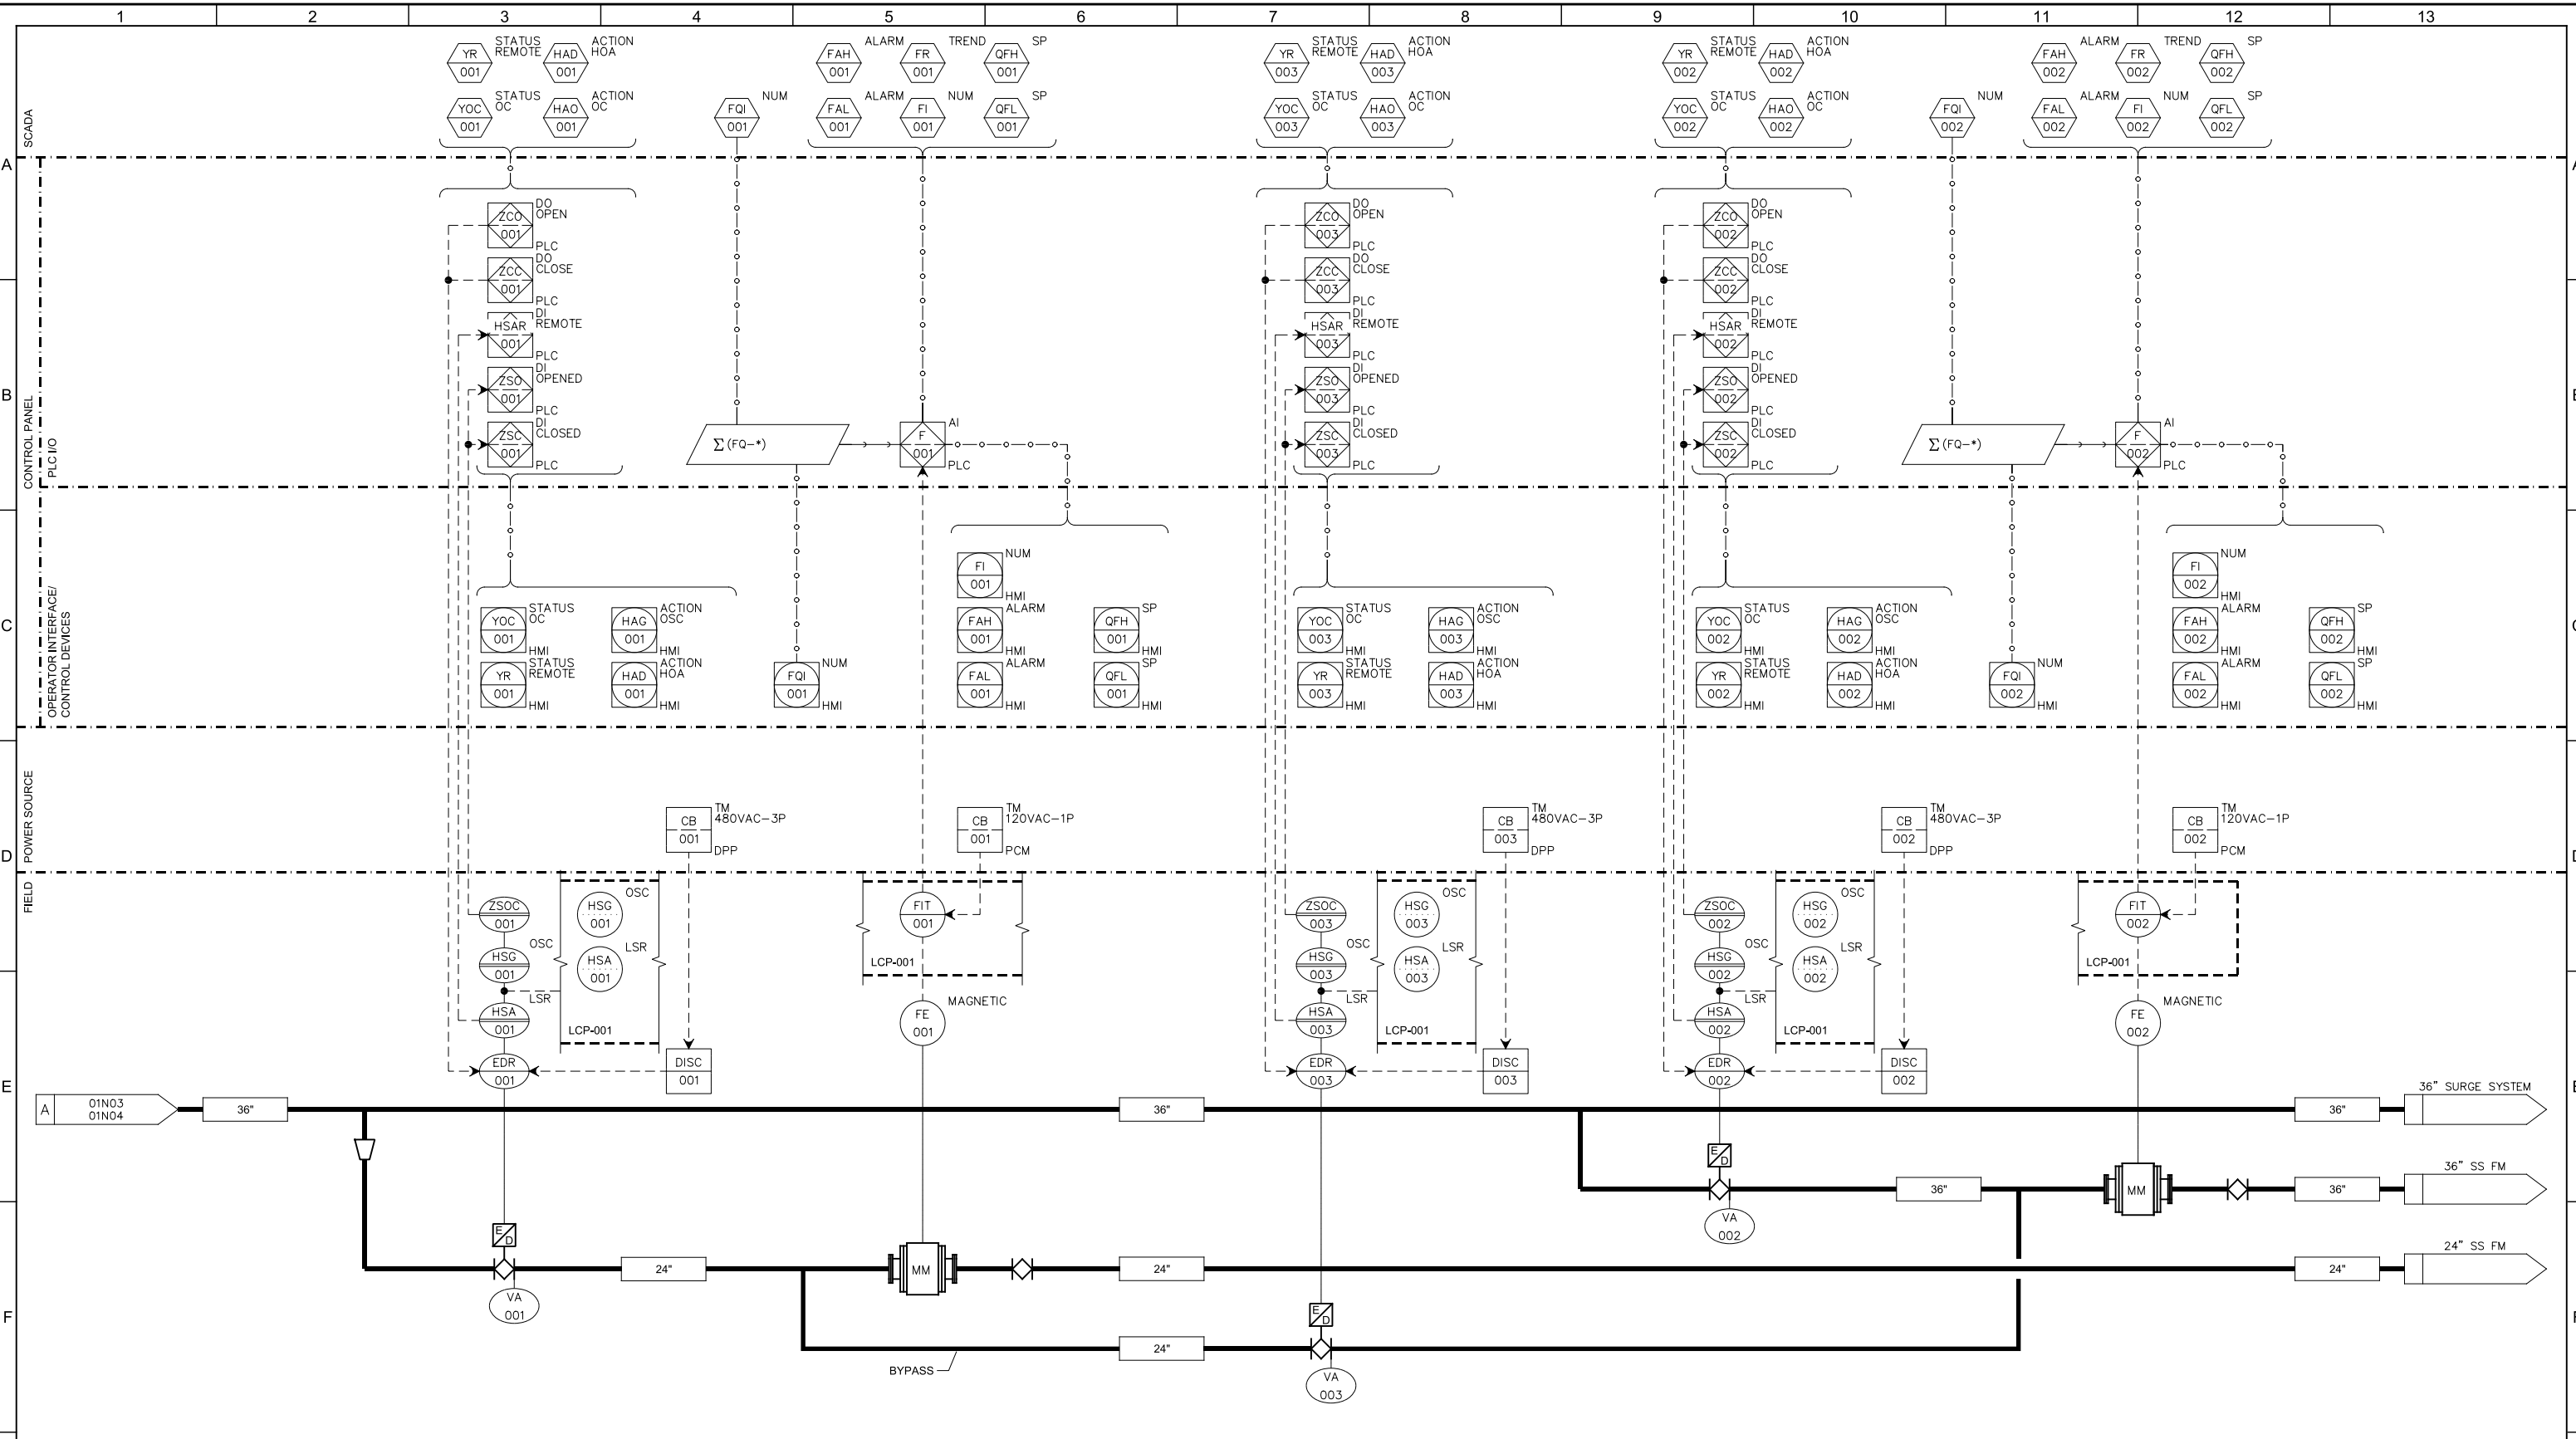 1 2 3 4 5 6 7 8 9 10 11 12 13
SCADA
YR 001 STATUS REMOTE
HAD 001 ACTION HOA
YOC 001 STATUS OC
HAO 001 ACTION OC
FQI 001 NUM
FAH 001 ALARM
FR 001 TREND
QFH 001 SP
FAL 001 ALARM
FI 001 NUM
QFL 001 SP
YR 003 STATUS REMOTE
HAD 003 ACTION HOA
YOC 003 STATUS OC
HAO 003 ACTION OC
YR 002 STATUS REMOTE
HAD 002 ACTION HOA
YOC 002 STATUS OC
HAO 002 ACTION OC
FQI 002 NUM
FAH 002 ALARM
FR 002 TREND
QFH 002 SP
FAL 002 ALARM
FI 002 NUM
QFL 002 SP
A
CONTROL PANEL
PLC I/O
B
ZCO 001 DO OPEN PLC
ZCC 001 DO CLOSE PLC
HSAR 001 DI REMOTE PLC
ZSO 001 DI OPENED PLC
ZSC 001 DI CLOSED PLC
Σ(FQ-*)
F 001 AI PLC
ZCO 003 DO OPEN PLC
ZCC 003 DO CLOSE PLC
HSAR 003 DI REMOTE PLC
ZSO 003 DI OPENED PLC
ZSC 003 DI CLOSED PLC
ZCO 002 DO OPEN PLC
ZCC 002 DO CLOSE PLC
HSAR 002 DI REMOTE PLC
ZSO 002 DI OPENED PLC
ZSC 002 DI CLOSED PLC
Σ(FQ-*)
F 002 AI PLC
OPERATOR INTERFACE/
CONTROL DEVICES
C
YOC 001 STATUS OC HMI
HAG 001 ACTION OSC HMI
YR 001 STATUS REMOTE HMI
HAD 001 ACTION HOA HMI
FQI 001 NUM HMI
FI 001 NUM HMI
FAH 001 ALARM HMI
QFH 001 SP HMI
FAL 001 ALARM HMI
QFL 001 SP HMI
YOC 003 STATUS OC HMI
HAG 003 ACTION OSC HMI
YR 003 STATUS REMOTE HMI
HAD 003 ACTION HOA HMI
YOC 002 STATUS OC HMI
HAG 002 ACTION OSC HMI
YR 002 STATUS REMOTE HMI
HAD 002 ACTION HOA HMI
FQI 002 NUM HMI
FI 002 NUM HMI
FAH 002 ALARM HMI
QFH 002 SP HMI
FAL 002 ALARM HMI
QFL 002 SP HMI
POWER SOURCE
D
CB 001 TM 480VAC-3P DPP
CB 001 TM 120VAC-1P PCM
CB 003 TM 480VAC-3P DPP
CB 002 TM 480VAC-3P DPP
CB 002 TM 120VAC-1P PCM
FIELD
ZSOC 001
HSG 001 OSC
HSA 001 LSR
EDR 001
HSG 001 OSC
HSA 001 LSR
LCP-001
DISC 001
FIT 001
LCP-001
FE 001 MAGNETIC
ZSOC 003
HSG 003 OSC
HSA 003 LSR
EDR 003
HSG 003 OSC
HSA 003 LSR
LCP-001
DISC 003
ZSOC 002
HSG 002 OSC
HSA 002 LSR
EDR 002
HSG 002 OSC
HSA 002 LSR
LCP-001
DISC 002
FIT 002
LCP-001
FE 002 MAGNETIC
E
A 01N03
01N04
36" 36" 36"
36" SURGE SYSTEM
E/D
VA 002
36"
MM
36"
36" SS FM
F
E/D
VA 001
24"
MM
24" 24"
24" SS FM
BYPASS
24"
E/D
VA 003